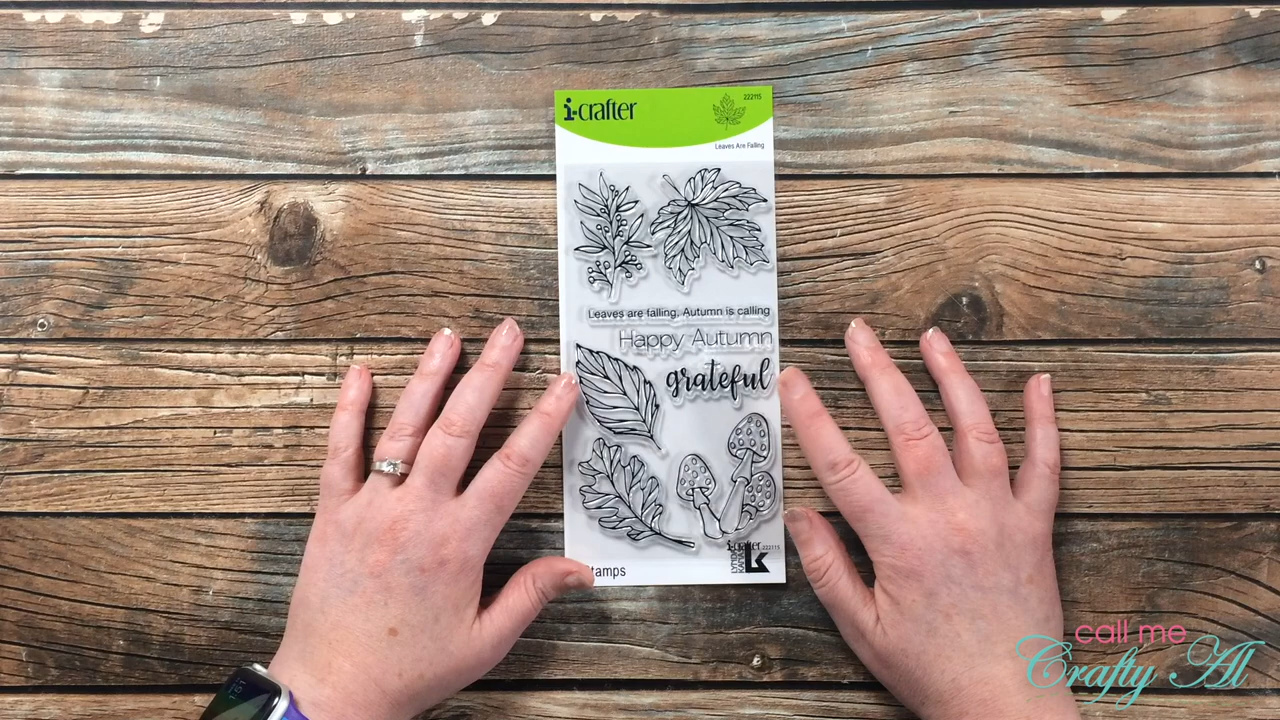 i-crafter
222115
Leaves Are Falling
Leaves are falling, Autumn is calling
Happy Autumn
grateful
i-crafter 222115
LK
tamps
call me
Crafty Al